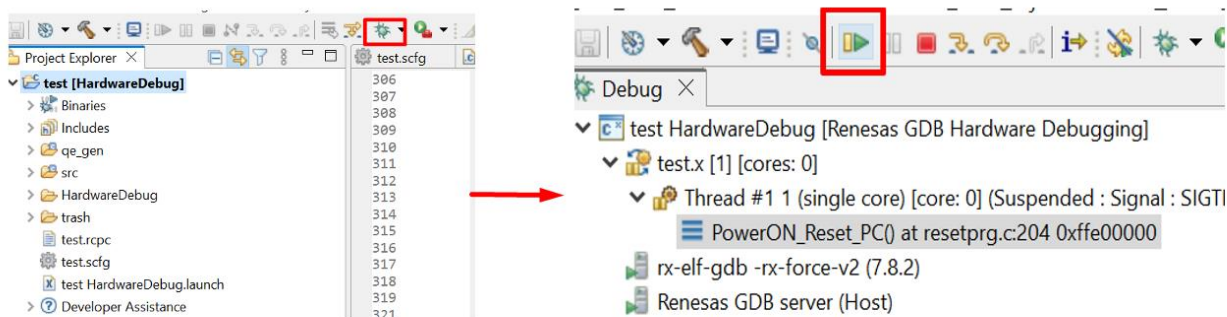 Project Explorer
test [HardwareDebug]
Binaries
Includes
qe_gen
src
HardwareDebug
trash
test.rcpc
test.scfg
test HardwareDebug.launch
Developer Assistance
test.scfg
306
307
308
309
310
311
312
313
314
315
316
317
318
319
321
Debug
test HardwareDebug [Renesas GDB Hardware Debugging]
test.x [1] [cores: 0]
Thread #1 1 (single core) [core: 0] (Suspended : Signal : SIGT
PowerON_Reset_PC() at resetprg.c:204 0xffe00000
rx-elf-gdb -rx-force-v2 (7.8.2)
Renesas GDB server (Host)